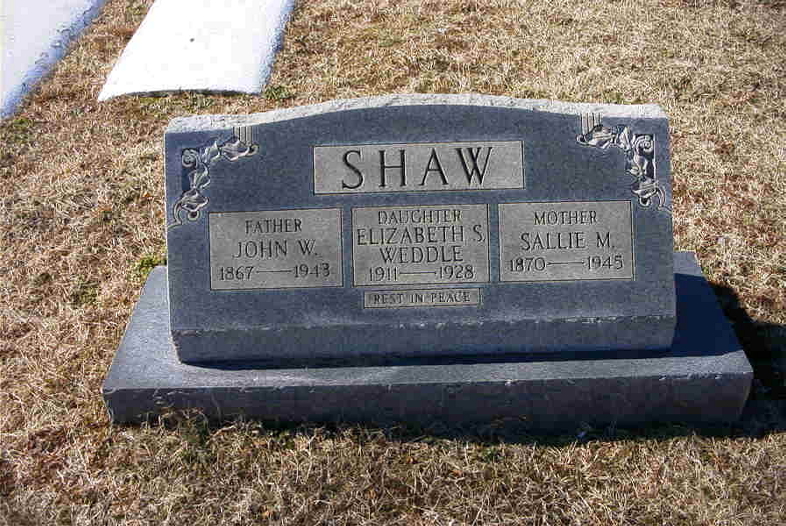 SHAW
FATHER
JOHN W.
1867 — 1943
DAUGHTER
ELIZABETH S.
WEDDLE
1911 — 1928
MOTHER
SALLIE M.
1870 — 1945
REST IN PEACE